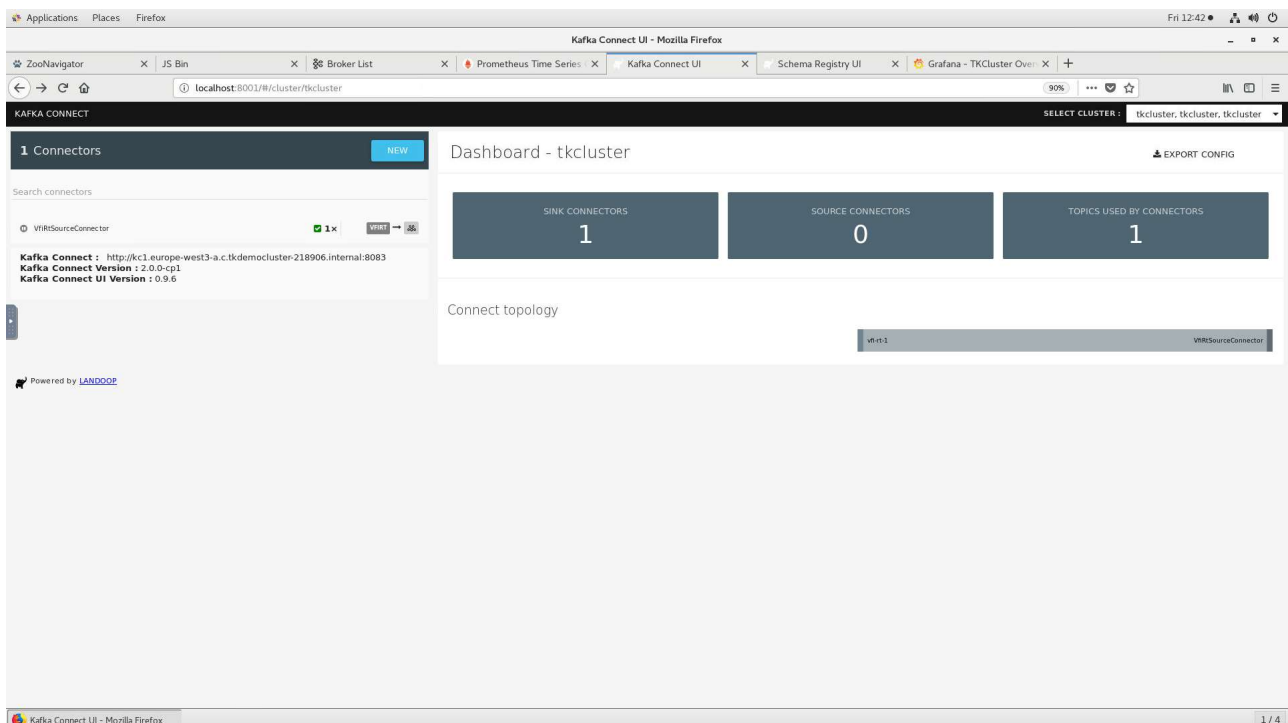 Applications Places Firefox Fri 12:42
Kafka Connect UI - Mozilla Firefox
ZooNavigator JS Bin Broker List Prometheus Time Series Kafka Connect UI Schema Registry UI Grafana - TKCluster Over
localhost:8001/#/cluster/tkcluster 90%
KAFKA CONNECT SELECT CLUSTER : tkcluster, tkcluster, tkcluster
1 Connectors NEW
Dashboard - tkcluster
EXPORT CONFIG
Search connectors
SINK CONNECTORS SOURCE CONNECTORS TOPICS USED BY CONNECTORS
1 0 1
VfiRtSourceConnector 1x VFIRT
Kafka Connect : http://kc1.europe-west3-a.c.tkdemocluster-218906.internal:8083
Kafka Connect Version : 2.0.0-cp1
Kafka Connect UI Version : 0.9.6
Connect topology
vfi-rt-1 VfiRtSourceConnector
Powered by LANDOOP
Kafka Connect UI - Mozilla Firefox 1 / 4